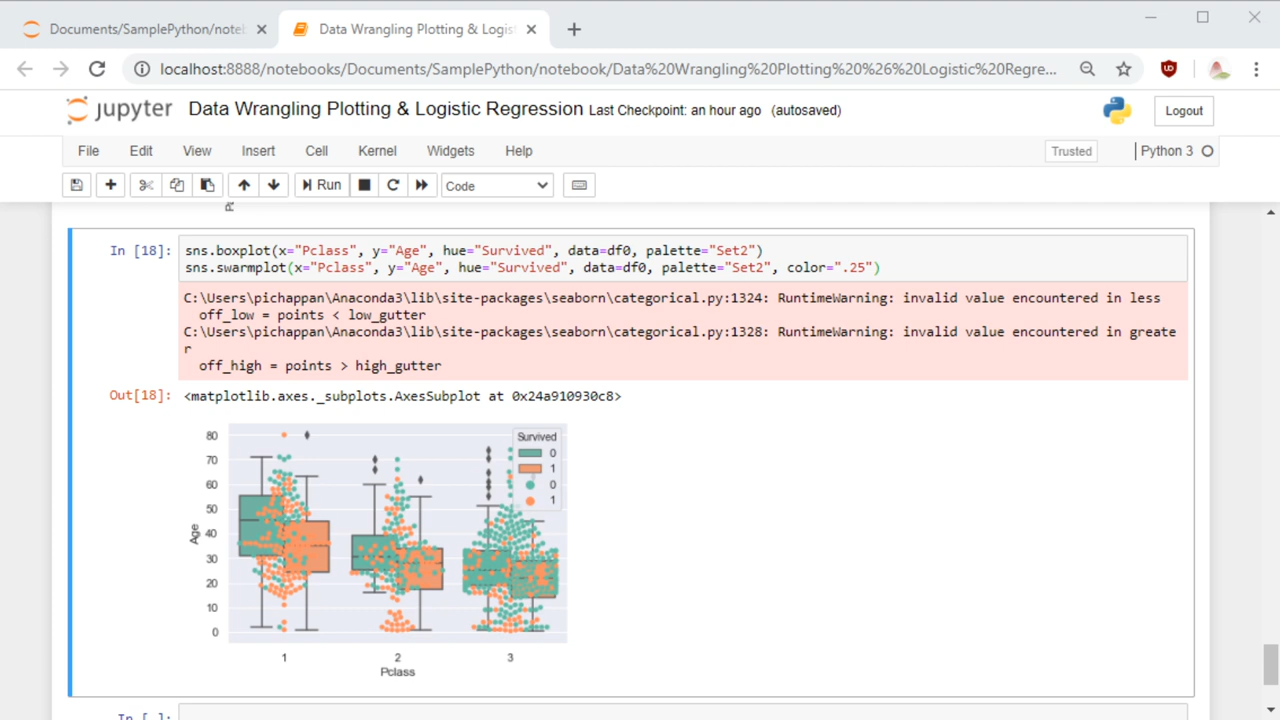 Documents/SamplePython/noteb
Data Wrangling Plotting & Logist
localhost:8888/notebooks/Documents/SamplePython/notebook/Data%20Wrangling%20Plotting%20%26%20Logistic%20Regre...
jupyter Data Wrangling Plotting & Logistic Regression Last Checkpoint: an hour ago (autosaved)
Logout
File Edit View Insert Cell Kernel Widgets Help
Trusted
Python 3
Run
Code
In [18]: sns.boxplot(x="Pclass", y="Age", hue="Survived", data=df0, palette="Set2")
sns.swarmplot(x="Pclass", y="Age", hue="Survived", data=df0, palette="Set2", color=".25")
C:\Users\pichappan\Anaconda3\lib\site-packages\seaborn\categorical.py:1324: RuntimeWarning: invalid value encountered in less
off_low = points < low_gutter
C:\Users\pichappan\Anaconda3\lib\site-packages\seaborn\categorical.py:1328: RuntimeWarning: invalid value encountered in greate
r
off_high = points > high_gutter
Out[18]: <matplotlib.axes._subplots.AxesSubplot at 0x24a910930c8>
80
70
60
50
40
30
20
10
0
Age
Survived
0
1
0
1
1 2 3
Pclass
In [ ]: